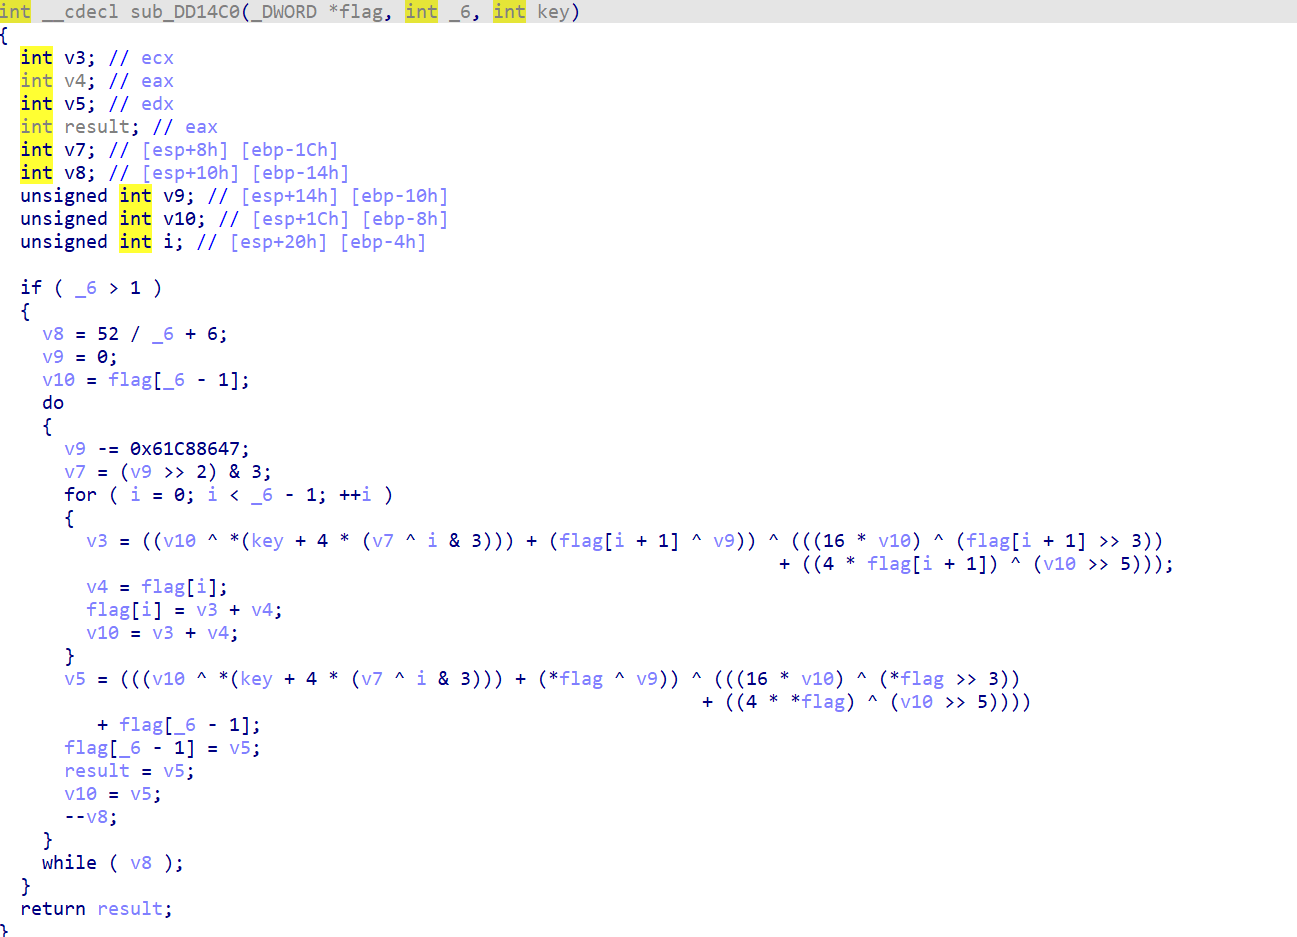 int __cdecl sub_DD14C0(_DWORD *flag, int _6, int key)
{
  int v3; // ecx
  int v4; // eax
  int v5; // edx
  int result; // eax
  int v7; // [esp+8h] [ebp-1Ch]
  int v8; // [esp+10h] [ebp-14h]
  unsigned int v9; // [esp+14h] [ebp-10h]
  unsigned int v10; // [esp+1Ch] [ebp-8h]
  unsigned int i; // [esp+20h] [ebp-4h]

  if ( _6 > 1 )
  {
    v8 = 52 / _6 + 6;
    v9 = 0;
    v10 = flag[_6 - 1];
    do
    {
      v9 -= 0x61C88647;
      v7 = (v9 >> 2) & 3;
      for ( i = 0; i < _6 - 1; ++i )
      {
        v3 = ((v10 ^ *(key + 4 * (v7 ^ i & 3))) + (flag[i + 1] ^ v9)) ^ (((16 * v10) ^ (flag[i + 1] >> 3))
                                                                       + ((4 * flag[i + 1]) ^ (v10 >> 5)));
        v4 = flag[i];
        flag[i] = v3 + v4;
        v10 = v3 + v4;
      }
      v5 = (((v10 ^ *(key + 4 * (v7 ^ i & 3))) + (*flag ^ v9)) ^ (((16 * v10) ^ (*flag >> 3))
                                                                + ((4 * *flag) ^ (v10 >> 5))))
         + flag[_6 - 1];
      flag[_6 - 1] = v5;
      result = v5;
      v10 = v5;
      --v8;
    }
    while ( v8 );
  }
  return result;
}